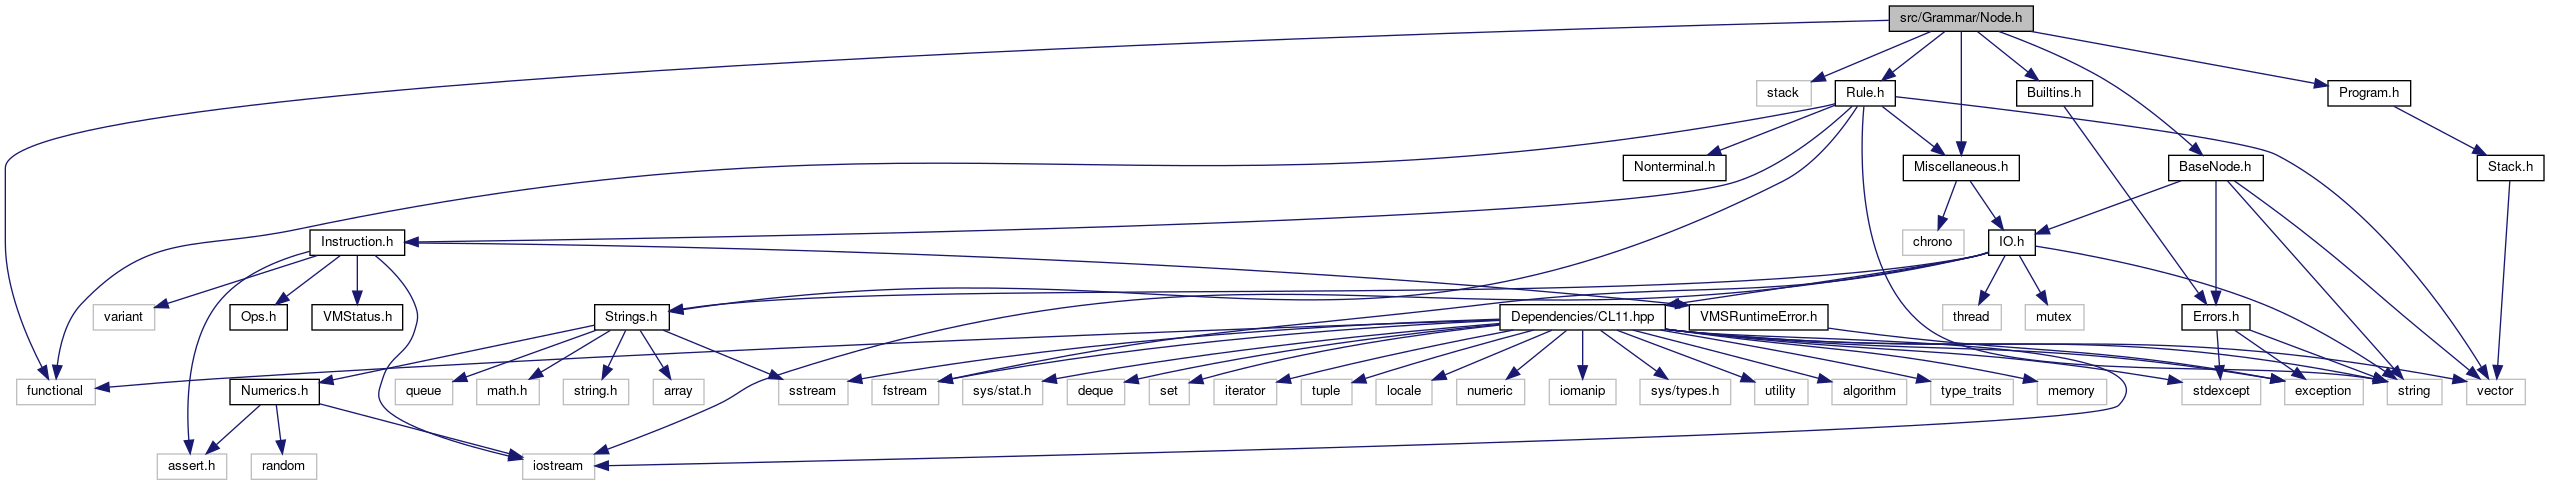 src/Grammar/Node.h
stack
Rule.h
Builtins.h
Program.h
Nonterminal.h
Miscellaneous.h
BaseNode.h
Stack.h
Instruction.h
chrono
IO.h
variant
Ops.h
VMStatus.h
Strings.h
Dependencies/CL11.hpp
VMSRuntimeError.h
thread
mutex
Errors.h
functional
Numerics.h
queue
math.h
string.h
array
sstream
fstream
sys/stat.h
deque
set
iterator
tuple
locale
numeric
iomanip
sys/types.h
utility
algorithm
type_traits
memory
stdexcept
exception
string
vector
assert.h
random
iostream